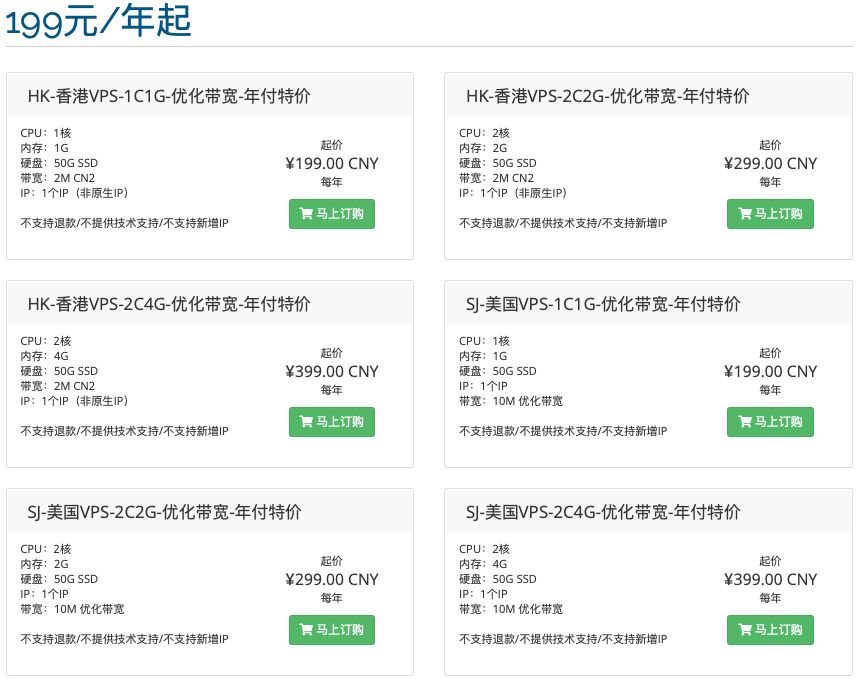 199元/年起
HK-香港VPS-1C1G-优化带宽-年付特价
CPU：1核
内存：1G
硬盘：50G SSD
带宽：2M CN2
IP：1个IP（非原生IP）
不支持退款/不提供技术支持/不支持新增IP
起价
¥199.00 CNY
每年
马上订购
HK-香港VPS-2C2G-优化带宽-年付特价
CPU：2核
内存：2G
硬盘：50G SSD
带宽：2M CN2
IP：1个IP（非原生IP）
不支持退款/不提供技术支持/不支持新增IP
起价
¥299.00 CNY
每年
马上订购
HK-香港VPS-2C4G-优化带宽-年付特价
CPU：2核
内存：4G
硬盘：50G SSD
带宽：2M CN2
IP：1个IP（非原生IP）
不支持退款/不提供技术支持/不支持新增IP
起价
¥399.00 CNY
每年
马上订购
SJ-美国VPS-1C1G-优化带宽-年付特价
CPU：1核
内存：1G
硬盘：50G SSD
IP：1个IP
带宽：10M 优化带宽
不支持退款/不提供技术支持/不支持新增IP
起价
¥199.00 CNY
每年
马上订购
SJ-美国VPS-2C2G-优化带宽-年付特价
CPU：2核
内存：2G
硬盘：50G SSD
IP：1个IP
带宽：10M 优化带宽
不支持退款/不提供技术支持/不支持新增IP
起价
¥299.00 CNY
每年
马上订购
SJ-美国VPS-2C4G-优化带宽-年付特价
CPU：2核
内存：4G
硬盘：50G SSD
IP：1个IP
带宽：10M 优化带宽
不支持退款/不提供技术支持/不支持新增IP
起价
¥399.00 CNY
每年
马上订购